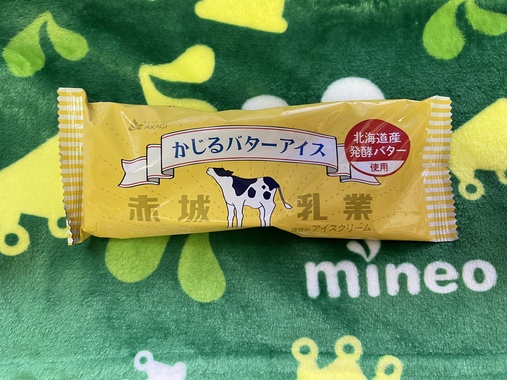 AKAGI
かじるバターアイス
北海道産
発酵バター
使用
赤城乳業
アイスクリーム
mineo